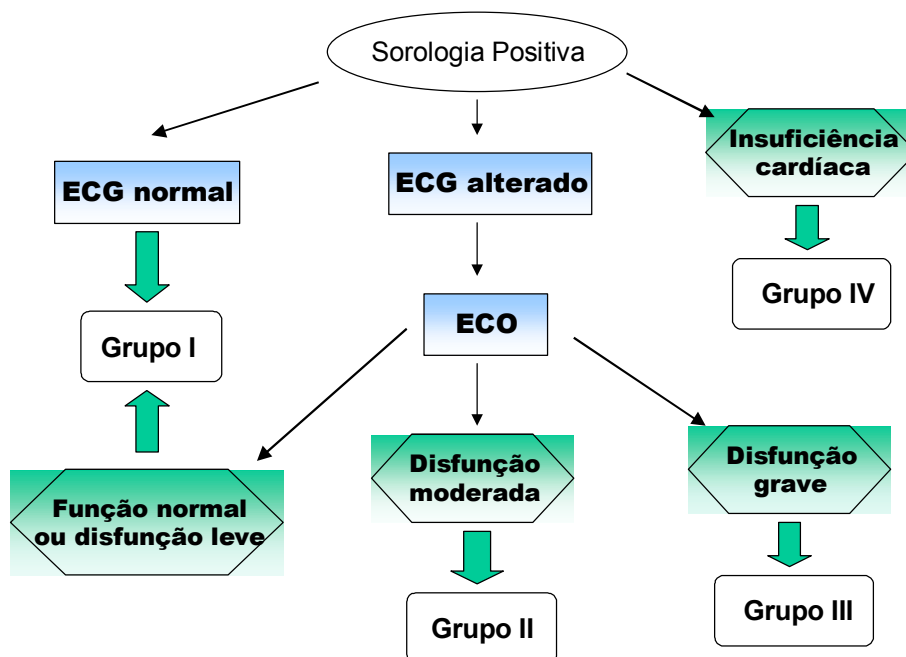 Sorologia Positiva
Insuficiência
cardíaca
ECG normal
ECG alterado
Grupo IV
ECO
Grupo I
Disfunção
moderada
Disfunção
grave
Função normal
ou disfunção leve
Grupo II
Grupo III